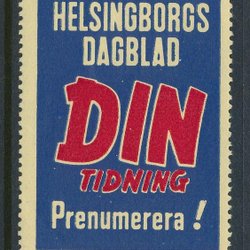 HELSINGBORGS
DAGBLAD
DIN
TIDNING
Prenumerera!